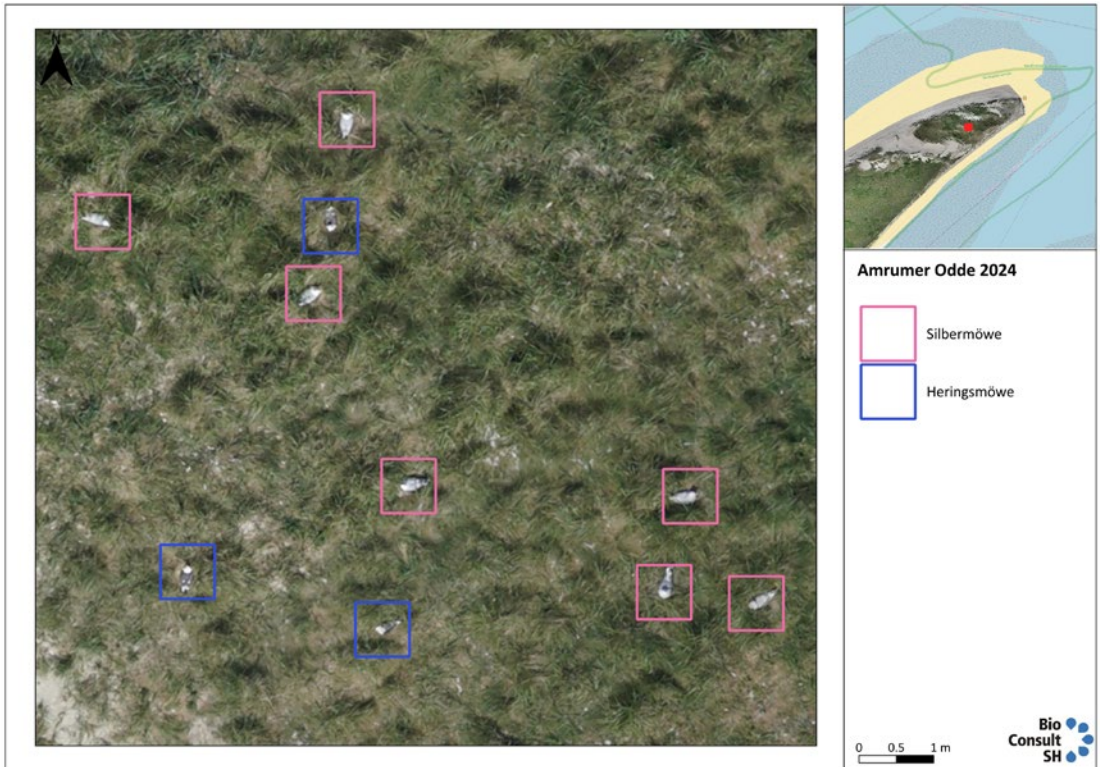 N
Amrumer Odde 2024
Silbermöwe
Heringsmöwe
0 0.5 1 m
Bio
Consult
SH